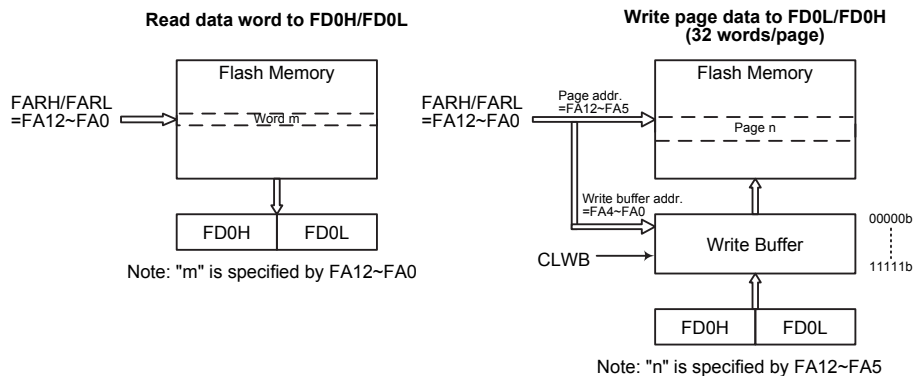 Read data word to FD0H/FD0L
Flash Memory
FARH/FARL
=FA12~FA0
Word m
FD0H
FD0L
Note: "m" is specified by FA12~FA0
Write page data to FD0L/FD0H
(32 words/page)
Flash Memory
FARH/FARL
=FA12~FA0
Page addr.
=FA12~FA5
Page n
Write buffer addr.
=FA4~FA0
Write Buffer
00000b
11111b
CLWB
FD0H
FD0L
Note: "n" is specified by FA12~FA5